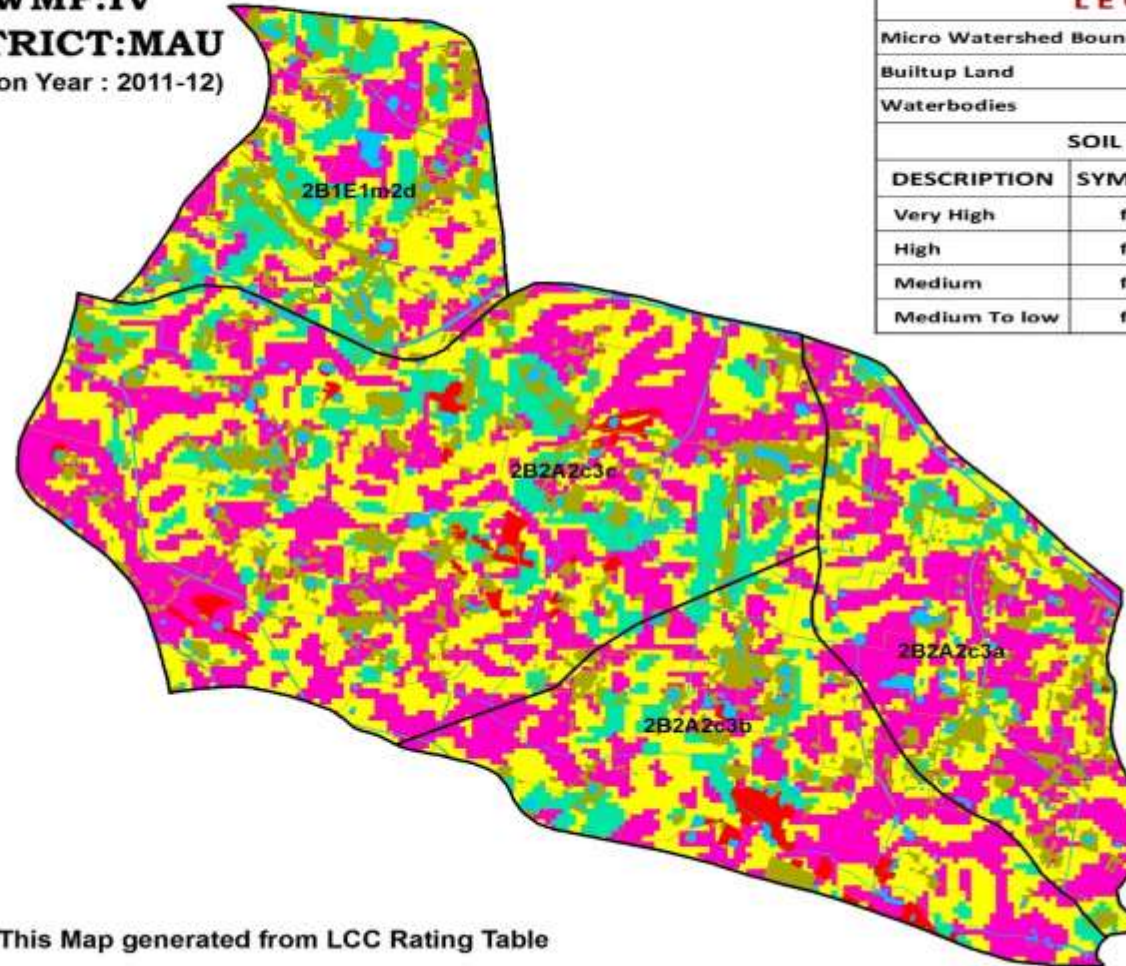 WMP:IV
TRICT:MAU
on Year : 2011-12)
L E
Micro Watershed Boun
Builtup Land
Waterbodies
SOIL
DESCRIPTION SYM
Very High f
High f
Medium f
Medium To low f
2B1E1m2d
2B2A2c3c
2B2A2c3a
2B2A2c3b
This Map generated from LCC Rating Table